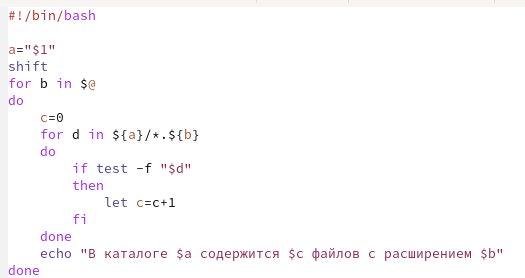 #!/bin/bash

a="$1"
shift
for b in $@
do
    c=0
    for d in ${a}/*.${b}
    do
        if test -f "$d"
        then
            let c=c+1
        fi
    done
    echo "В каталоге $a содержится $c файлов с расширением $b"
done